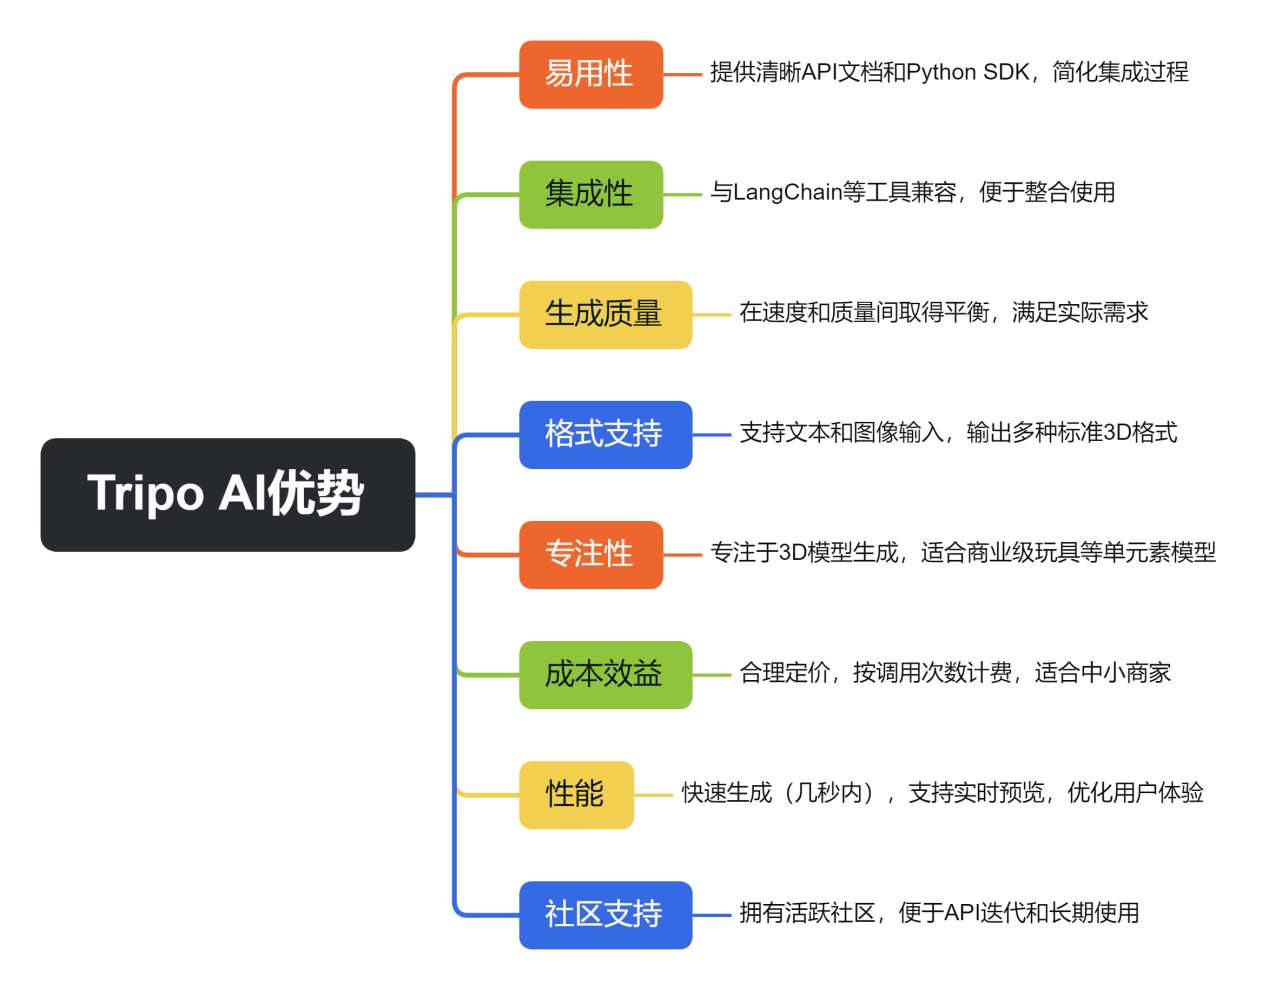 Tripo AI优势
易用性
提供清晰API文档和Python SDK，简化集成过程
集成性
与LangChain等工具兼容，便于整合使用
生成质量
在速度和质量间取得平衡，满足实际需求
格式支持
支持文本和图像输入，输出多种标准3D格式
专注性
专注于3D模型生成，适合商业级玩具等单元素模型
成本效益
合理定价，按调用次数计费，适合中小商家
性能
快速生成（几秒内），支持实时预览，优化用户体验
社区支持
拥有活跃社区，便于API迭代和长期使用